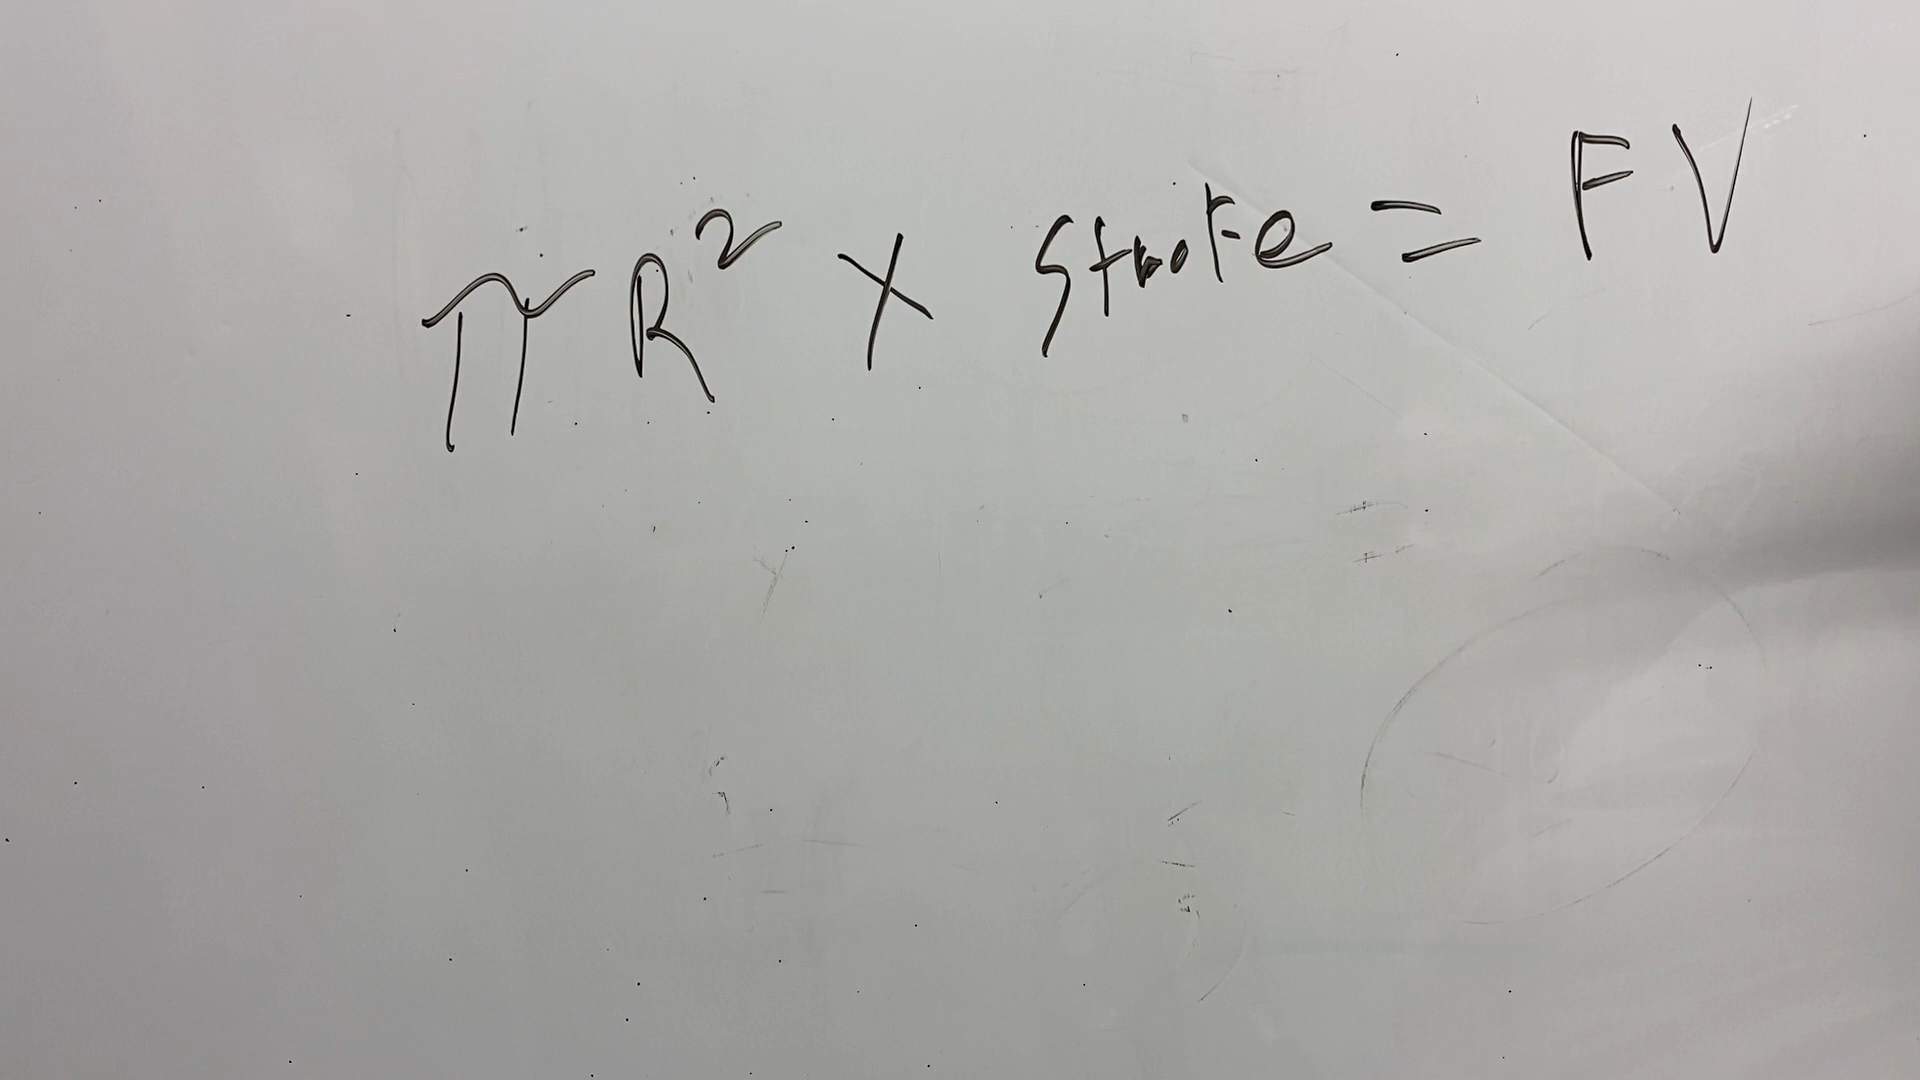 πR² x Stroke = FV